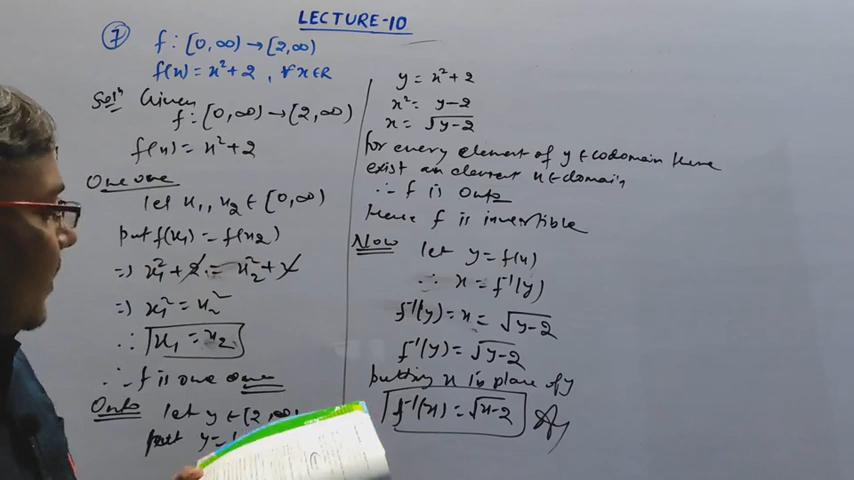 LECTURE-10
7 f : [0, ∞) → [2, ∞)
f(x) = x² + 2 , ∀ x ∈ R
Solⁿ Given
f : [0, ∞) → [2, ∞)
f(x) = x² + 2
One one
let x₁, x₂ ∈ [0, ∞)
put f(x₁) = f(x₂)
=) x₁² + 2 = x₂² + 2
=) x₁² = x₂²
∴ x₁ = x₂
∴ f is one one
Onto let y ∈ [2, ∞)
put y =
y = x² + 2
x² = y-2
x = √y-2
for every element of y ∈ codomain there
exist an element x ∈ domain
∴ f is onto
Hence f is invertible
Now let y = f(x)
∴ x = f⁻¹(y)
f⁻¹(y) = x = √y-2
f⁻¹(y) = √y-2
putting x in place of y
f⁻¹(x) = √x-2